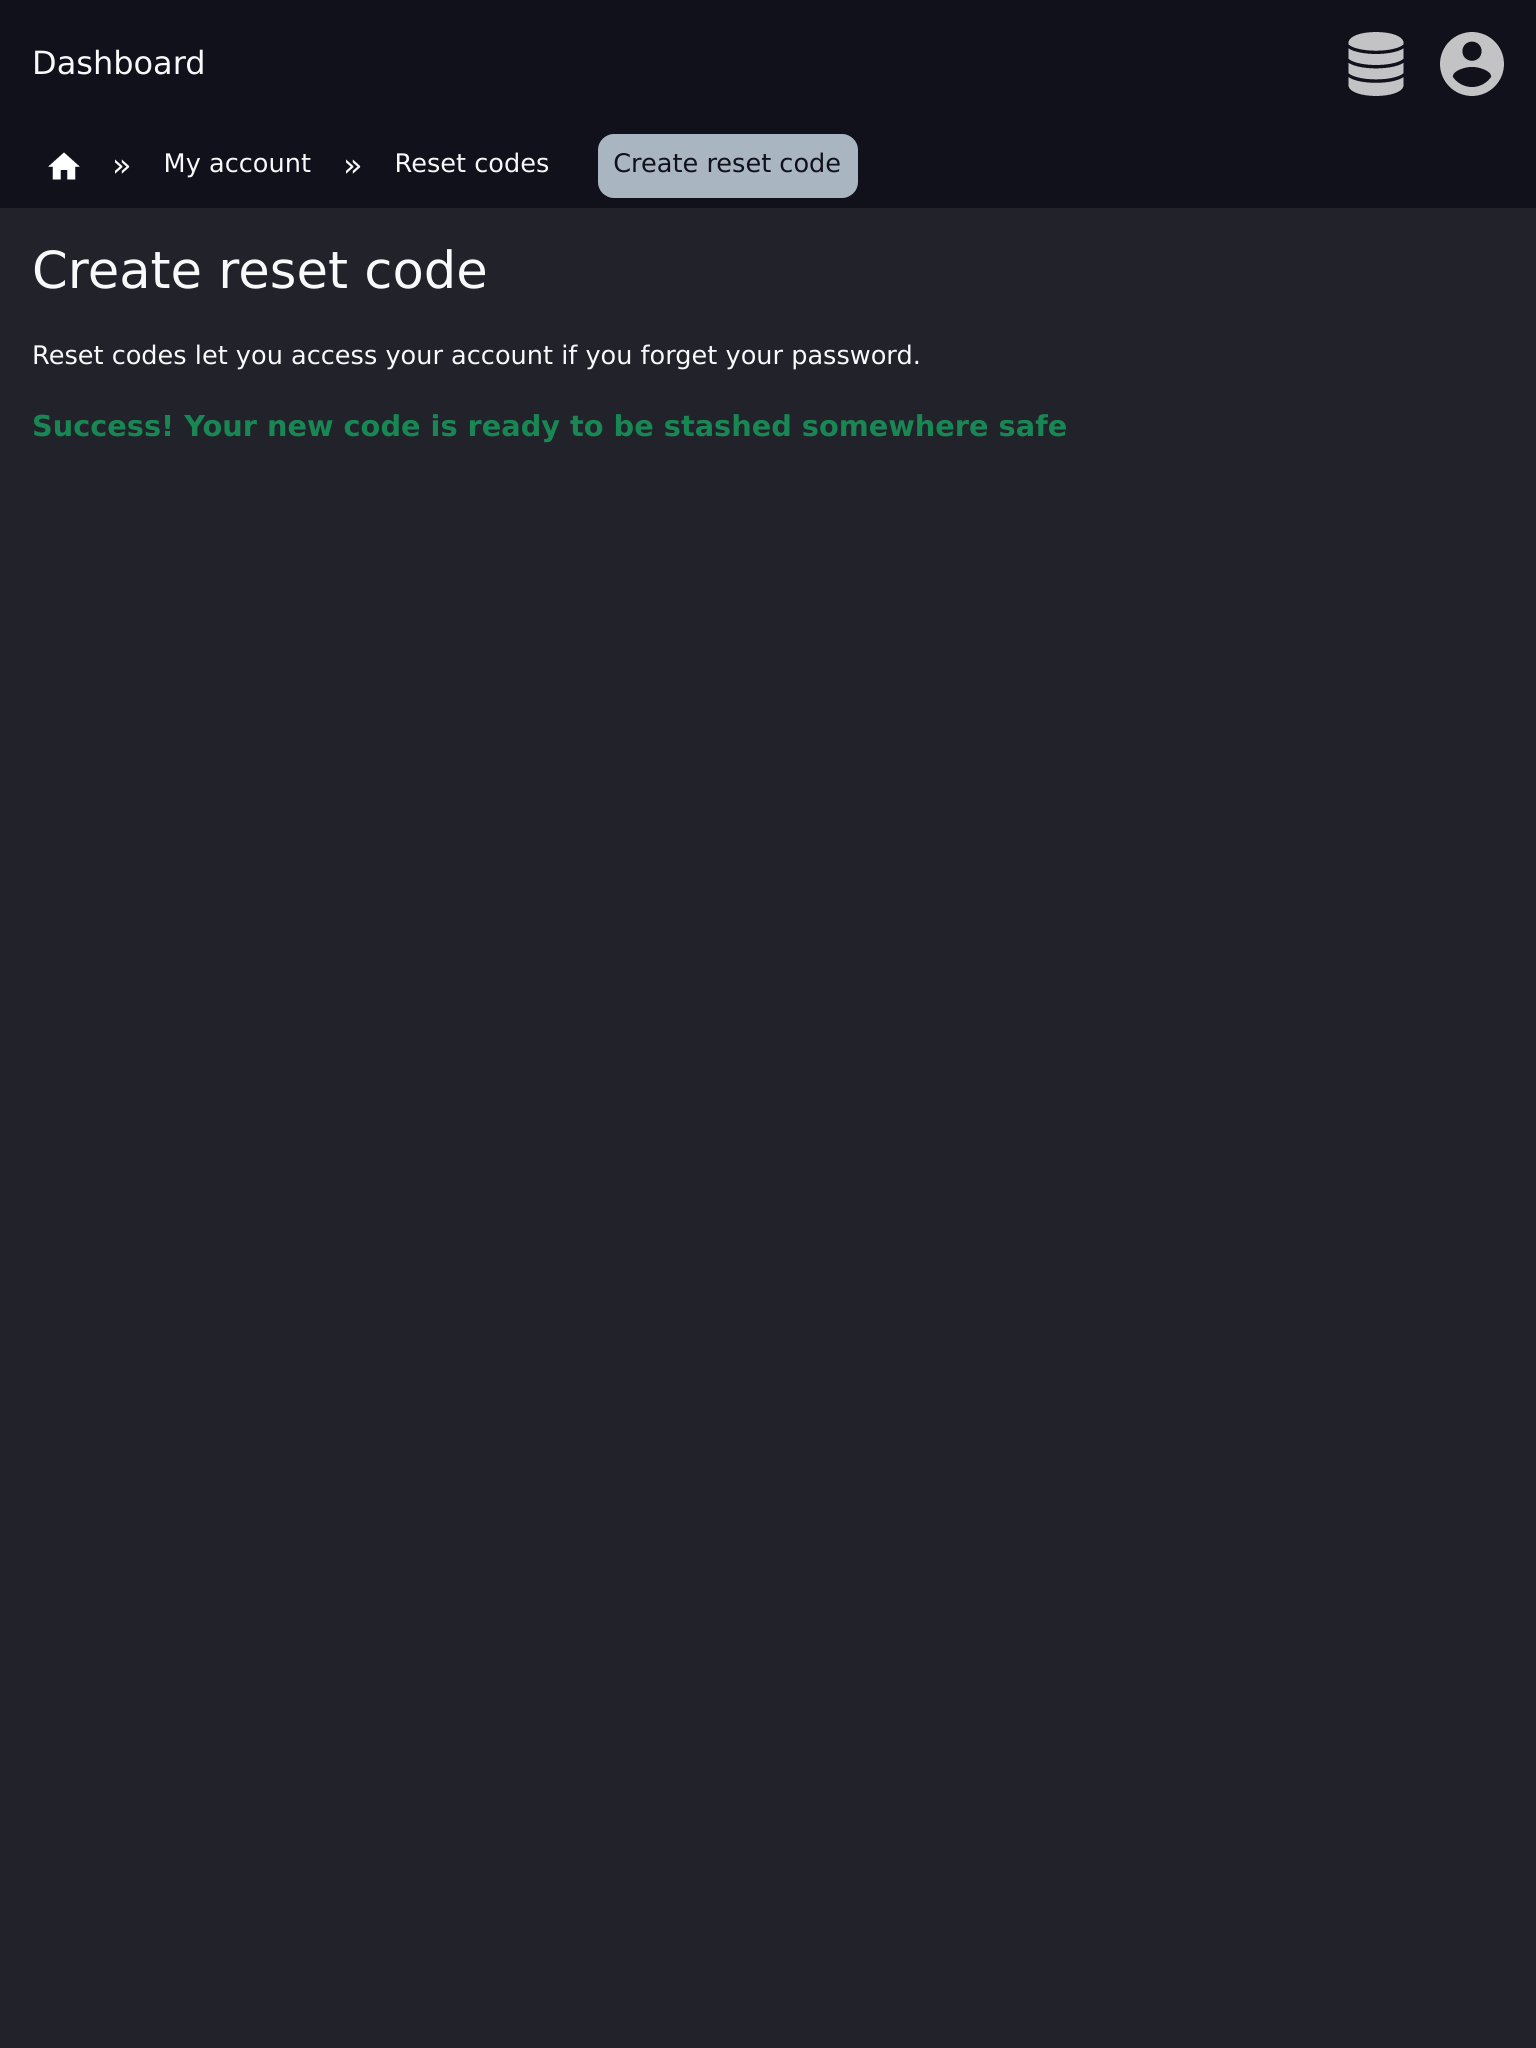 Dashboard
» My account » Reset codes Create reset code
Create reset code
Reset codes let you access your account if you forget your password.
Success! Your new code is ready to be stashed somewhere safe